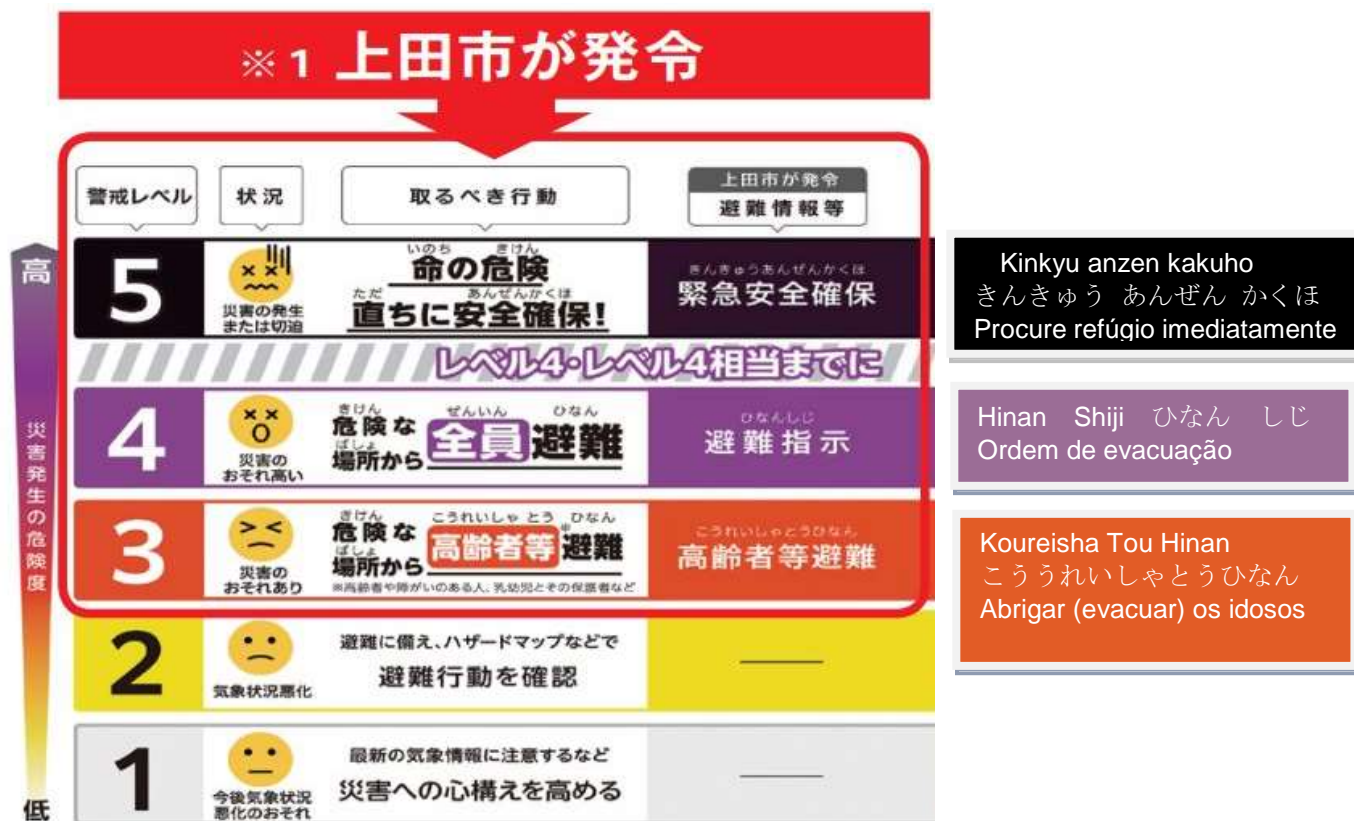 ※1 上田市が発令
警戒レベル
状況
取るべき行動
上田市が発令
避難情報等
高
災害発生の危険度
低
5
災害の発生
または切迫
いのち きけん
命の危険
ただ あんぜんかくほ
直ちに安全確保!
きんきゅうあんぜんかくほ
緊急安全確保
Kinkyu anzen kakuho
きんきゅう あんぜん かくほ
Procure refúgio imediatamente
レベル4・レベル4相当までに
4
災害の
おそれ高い
きけん ぜんいん ひなん
危険な 全員避難
ばしょ
場所から
ひなんしじ
避難指示
Hinan Shiji ひなん しじ
Ordem de evacuação
3
災害の
おそれあり
きけん こうれいしゃ とう ひなん
危険な 高齢者等避難※
ばしょ
場所から
※高齢者や障がいのある人、乳幼児とその保護者など
こうれいしゃとうひなん
高齢者等避難
Koureisha Tou Hinan
こううれいしゃとうひなん
Abrigar (evacuar) os idosos
2
気象状況悪化
避難に備え、ハザードマップなどで
避難行動を確認
1
今後気象状況
悪化のおそれ
最新の気象情報に注意するなど
災害への心構えを高める